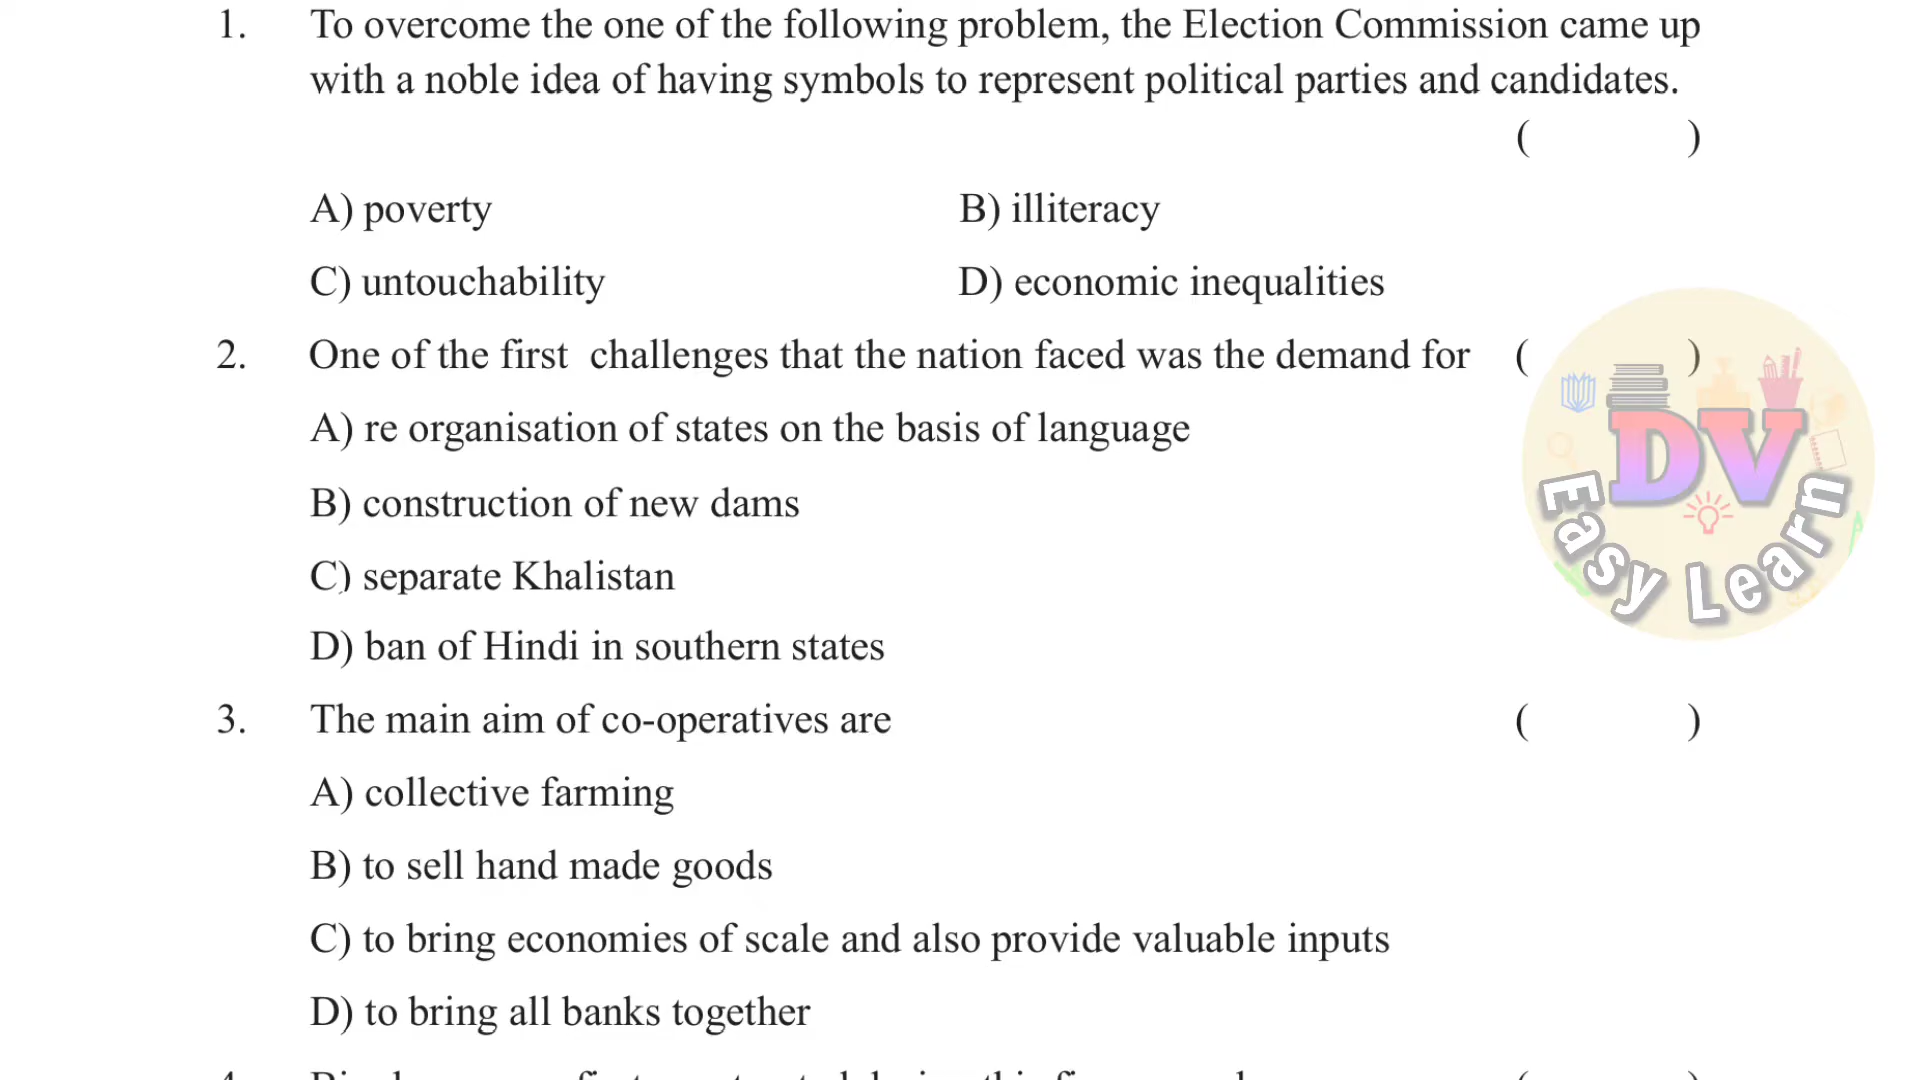 1. To overcome the one of the following problem, the Election Commission came up
with a noble idea of having symbols to represent political parties and candidates.
( )
A) poverty B) illiteracy
C) untouchability D) economic inequalities
2. One of the first challenges that the nation faced was the demand for ( )
A) re organisation of states on the basis of language
B) construction of new dams
C) separate Khalistan
D) ban of Hindi in southern states
DV
Easy Learn
3. The main aim of co-operatives are ( )
A) collective farming
B) to sell hand made goods
C) to bring economies of scale and also provide valuable inputs
D) to bring all banks together